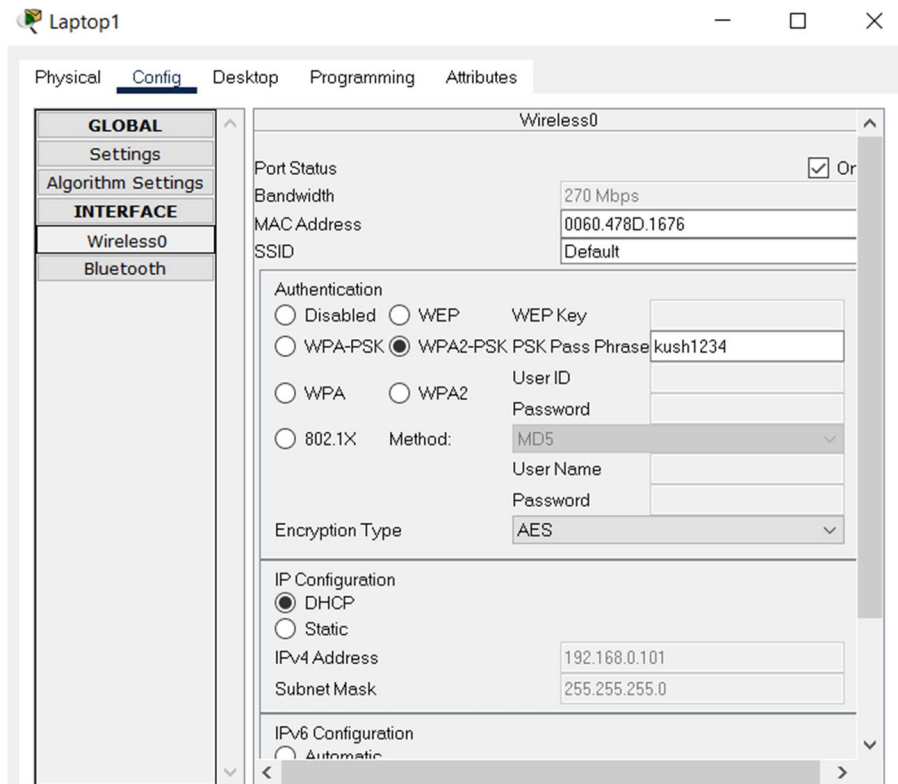 Laptop1
Physical Config Desktop Programming Attributes
GLOBAL
Settings
Algorithm Settings
INTERFACE
Wireless0
Bluetooth
Wireless0
Port Status
Bandwidth 270 Mbps
MAC Address 0060.478D.1676
SSID Default
Authentication
Disabled WEP WEP Key
WPA-PSK WPA2-PSK PSK Pass Phrase kush1234
User ID
WPA WPA2
Password
802.1X Method: MD5
User Name
Password
Encryption Type AES
IP Configuration
DHCP
Static
IPv4 Address 192.168.0.101
Subnet Mask 255.255.255.0
IPv6 Configuration
Automatic